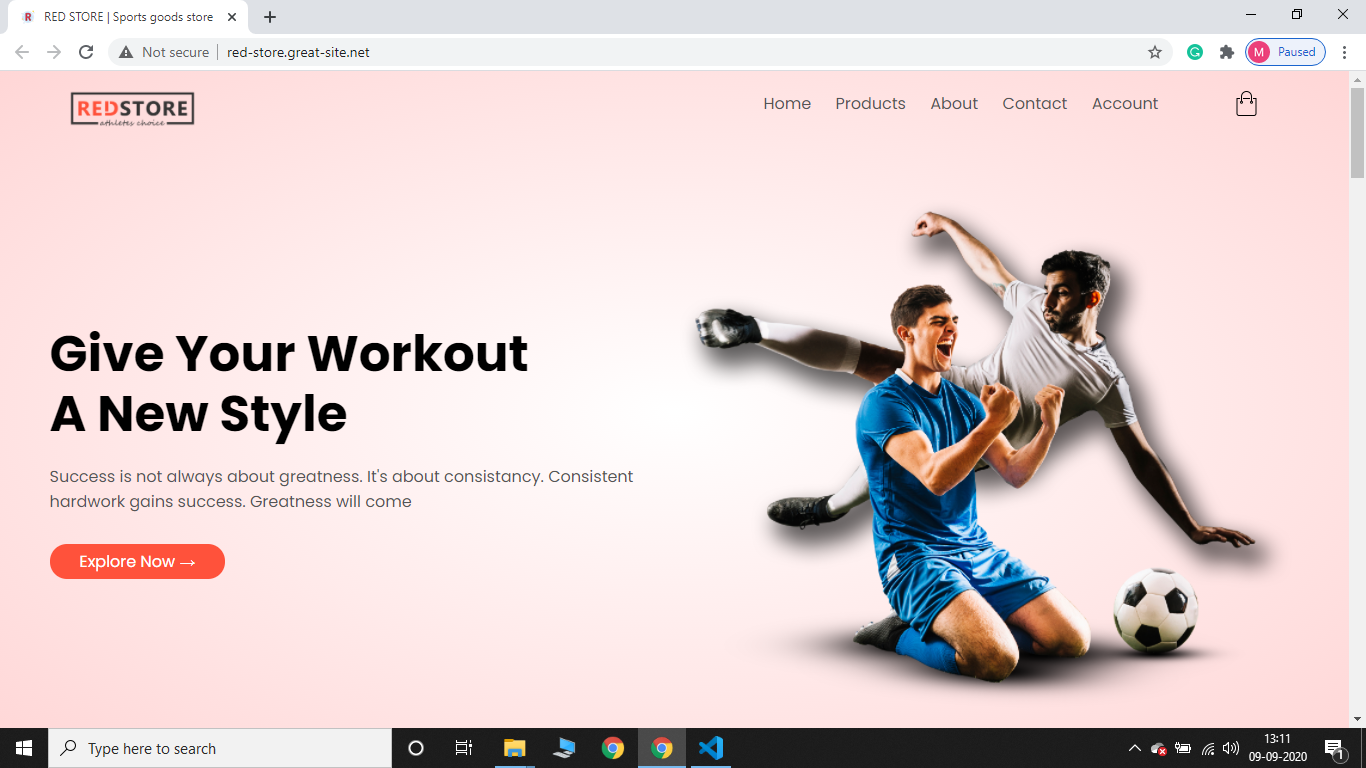 RED STORE | Sports goods store
Not secure
red-store.great-site.net
M
Paused
REDSTORE
athletes choice
Home
Products
About
Contact
Account
Give Your Workout
A New Style
Success is not always about greatness. It's about consistancy. Consistent
hardwork gains success. Greatness will come
Explore Now →
Type here to search
13:11
09-09-2020
1